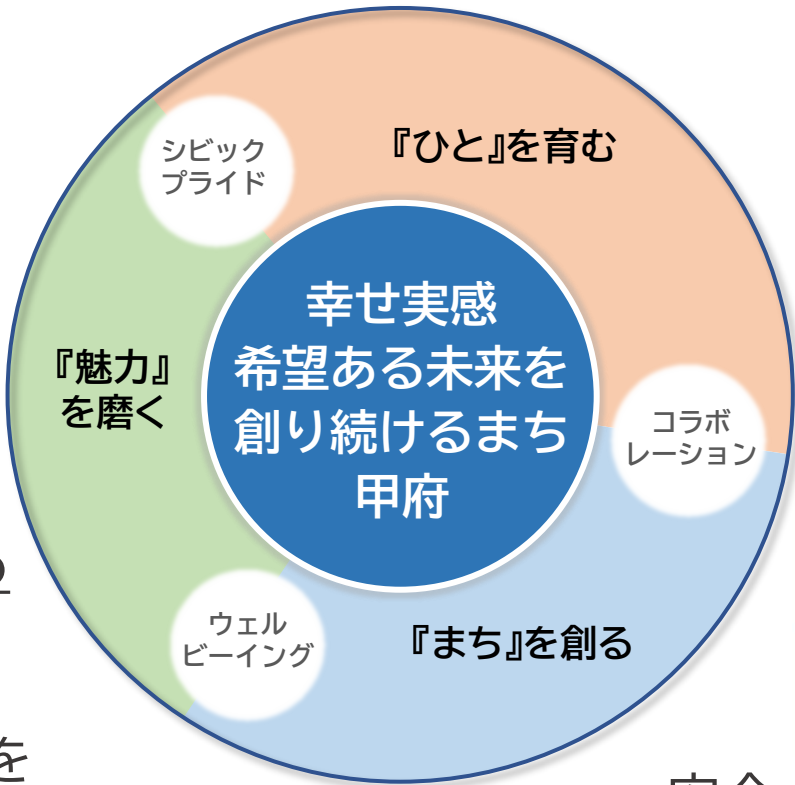 シビック
プライド
『ひと』を育む
幸せ実感
希望ある未来を
創り続けるまち
甲府
『魅力』
を磨く
コラボ
レーション
ウェル
ビーイング
『まち』を創る
を